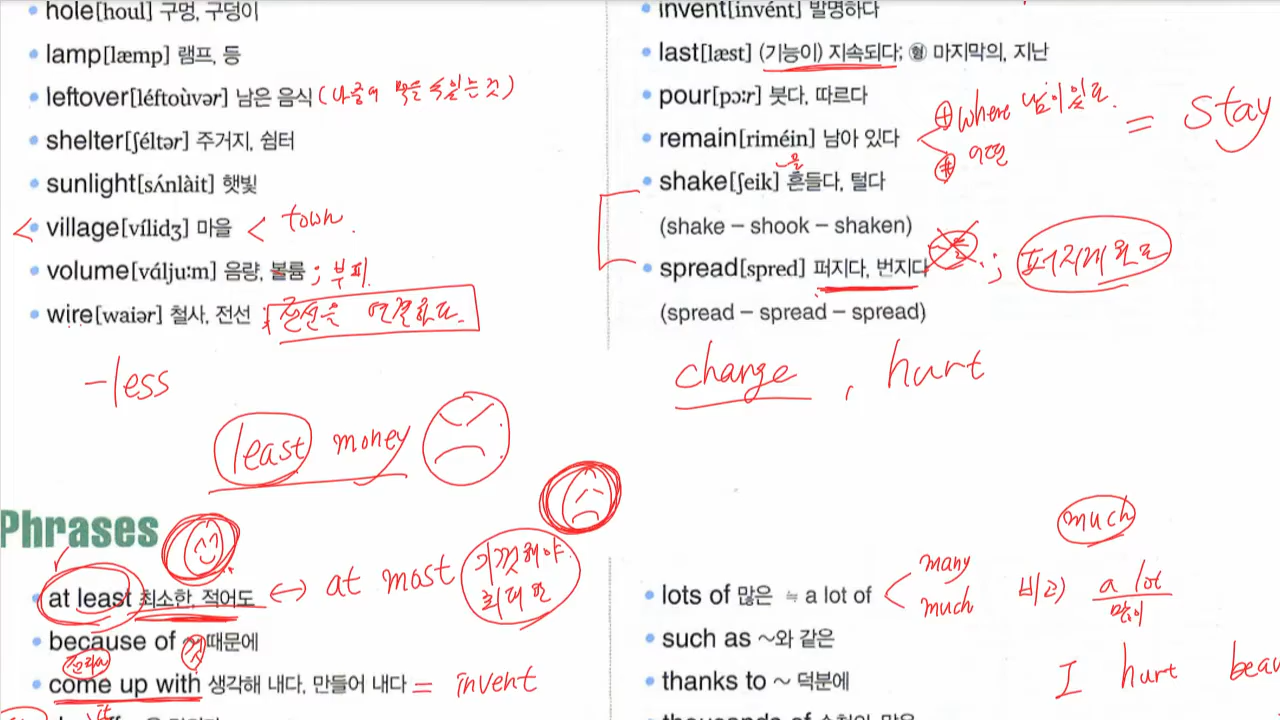 hole[houl] 구멍, 구덩이
lamp[læmp] 램프, 등
leftover[léftoùvər] 남은 음식 (나중에 먹을 수 있는 것)
shelter[ʃéltər] 주거지, 쉼터
sunlight[sʌ́nlàit] 햇빛
village[vílidʒ] 마을 < town
volume[válju:m] 음량, 볼륨 ; 부피
wire[waiər] 철사, 전선 ; 전선을 연결하다.
-less
least money
invent[invént] 발명하다
last[læst] (기능이) 지속되다; 형 마지막의, 지난
pour[pɔːr] 붓다, 따르다
remain[riméin] 남아 있다 + where 남아있다 = stay
shake[ʃeik] 흔들다, 털다
(shake – shook – shaken)
spread[spred] 퍼지다, 번지다 ;
(spread – spread – spread)
change , hurt
Phrases
at least 최소한, 적어도 ↔ at most 기껏해야 최대한
because of ~때문에
come up with 생각해 내다, 만들어 내다 = invent
much
lots of 많은 ≒ a lot of < many much 비교) a lot 많이
such as ~와 같은
thanks to ~ 덕분에
I hurt